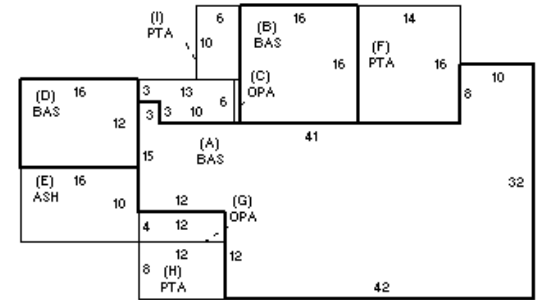 (I)
PTA
6
10
(B)
BAS
16
16
14
(F)
PTA
16
10
8
(C)
OPA
(D)
BAS
16
12
3
13
6
3
3
10
41
(A)
BAS
15
32
(E)
ASH
16
10
12
(G)
OPA
4
12
12
8
(H)
PTA
12
42